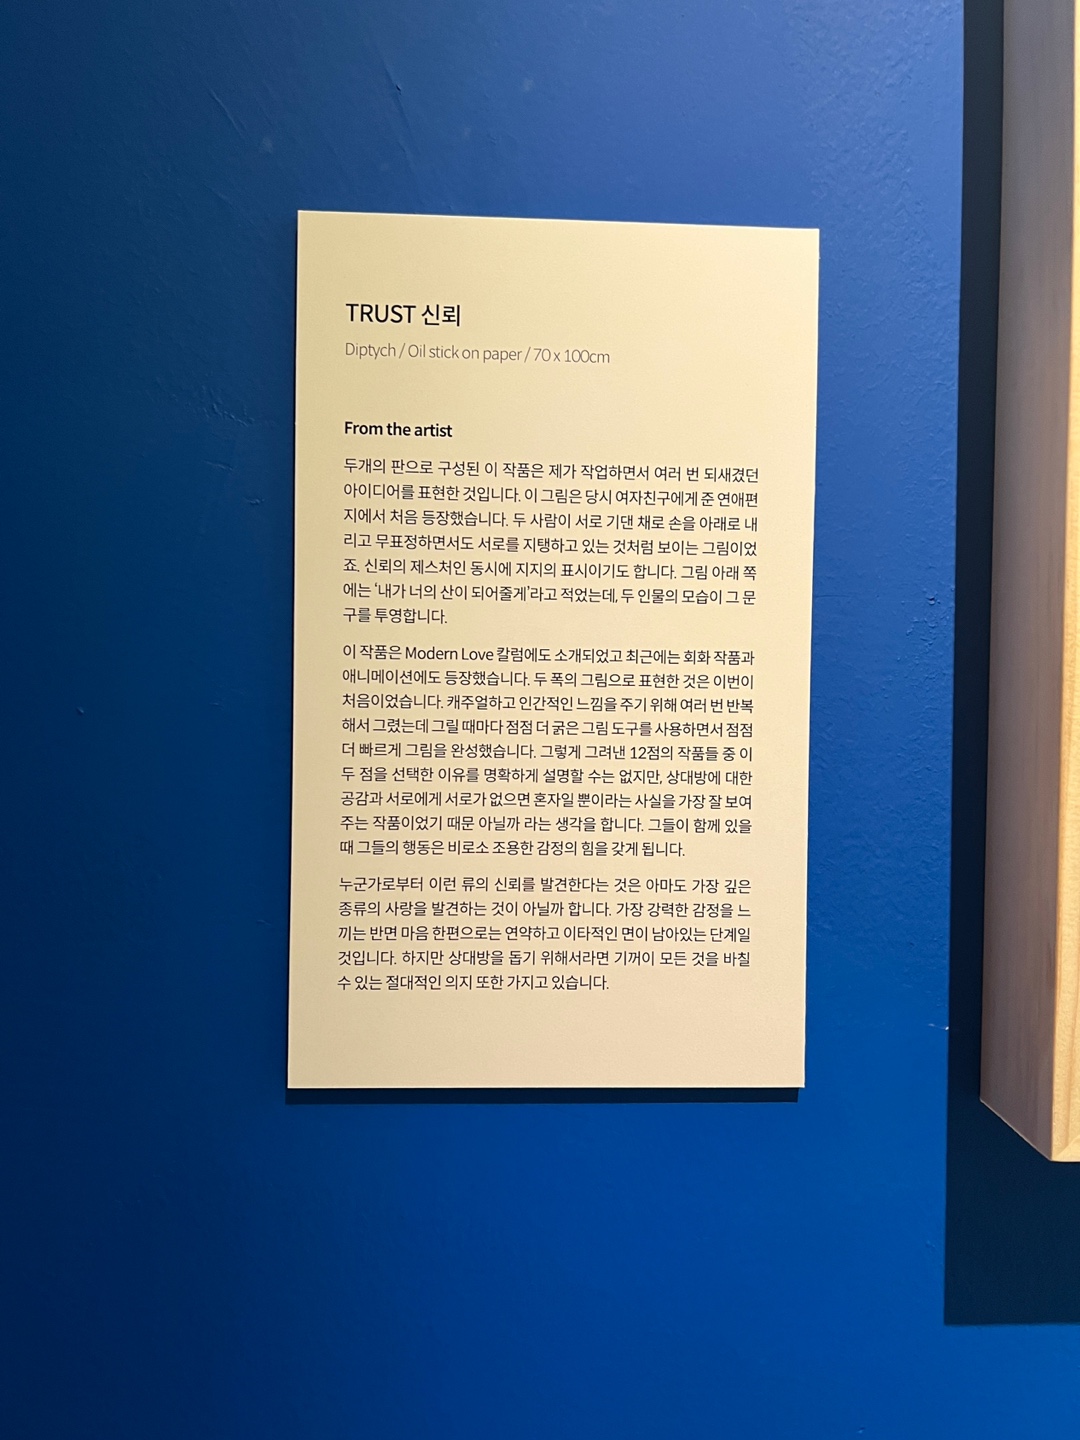 TRUST 신뢰
Diptych / Oil stick on paper / 70 x 100cm
From the artist
두개의 판으로 구성된 이 작품은 제가 작업하면서 여러 번 되새겼던
아이디어를 표현한 것입니다. 이 그림은 당시 여자친구에게 준 연애편
지에서 처음 등장했습니다. 두 사람이 서로 기댄 채로 손을 아래로 내
리고 무표정하면서도 서로를 지탱하고 있는 것처럼 보이는 그림이었
죠. 신뢰의 제스처인 동시에 지지의 표시이기도 합니다. 그림 아래 쪽
에는 ‘내가 너의 산이 되어줄게’라고 적었는데, 두 인물의 모습이 그 문
구를 투영합니다.
이 작품은 Modern Love 칼럼에도 소개되었고 최근에는 회화 작품과
애니메이션에도 등장했습니다. 두 폭의 그림으로 표현한 것은 이번이
처음이었습니다. 캐주얼하고 인간적인 느낌을 주기 위해 여러 번 반복
해서 그렸는데 그릴 때마다 점점 더 굵은 그림 도구를 사용하면서 점점
더 빠르게 그림을 완성했습니다. 그렇게 그려낸 12점의 작품들 중 이
두 점을 선택한 이유를 명확하게 설명할 수는 없지만, 상대방에 대한
공감과 서로에게 서로가 없으면 혼자일 뿐이라는 사실을 가장 잘 보여
주는 작품이었기 때문 아닐까 라는 생각을 합니다. 그들이 함께 있을
때 그들의 행동은 비로소 조용한 감정의 힘을 갖게 됩니다.
누군가로부터 이런 류의 신뢰를 발견한다는 것은 아마도 가장 깊은
종류의 사랑을 발견하는 것이 아닐까 합니다. 가장 강력한 감정을 느
끼는 반면 마음 한편으로는 연약하고 이타적인 면이 남아있는 단계일
것입니다. 하지만 상대방을 돕기 위해서라면 기꺼이 모든 것을 바칠
수 있는 절대적인 의지 또한 가지고 있습니다.